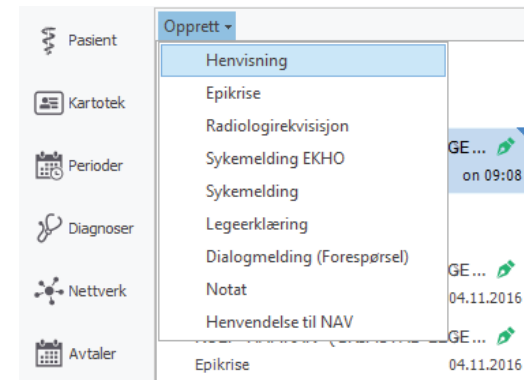 Pasient
Kartotek
Perioder
Diagnoser
Nettverk
Avtaler
Opprett
Henvisning
Epikrise
Radiologirekvisisjon
Sykemelding EKHO
Sykemelding
Legeerklæring
Dialogmelding (Forespørsel)
Notat
Henvendelse til NAV
GE...
on 09:08
GE...
04.11.2016
GE...
Epikrise 04.11.2016